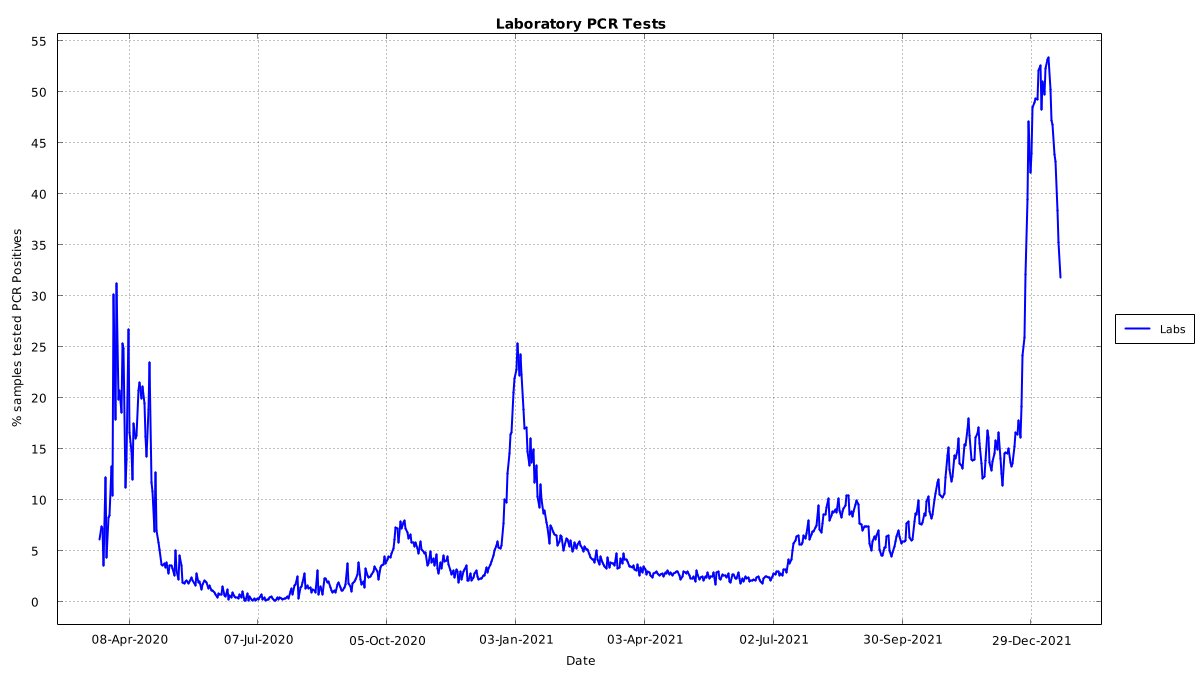 Laboratory PCR Tests
% samples tested PCR Positives
55
50
45
40
35
30
25
20
15
10
5
0
08-Apr-2020 07-Jul-2020 05-Oct-2020 03-Jan-2021 03-Apr-2021 02-Jul-2021 30-Sep-2021 29-Dec-2021
Date
Labs